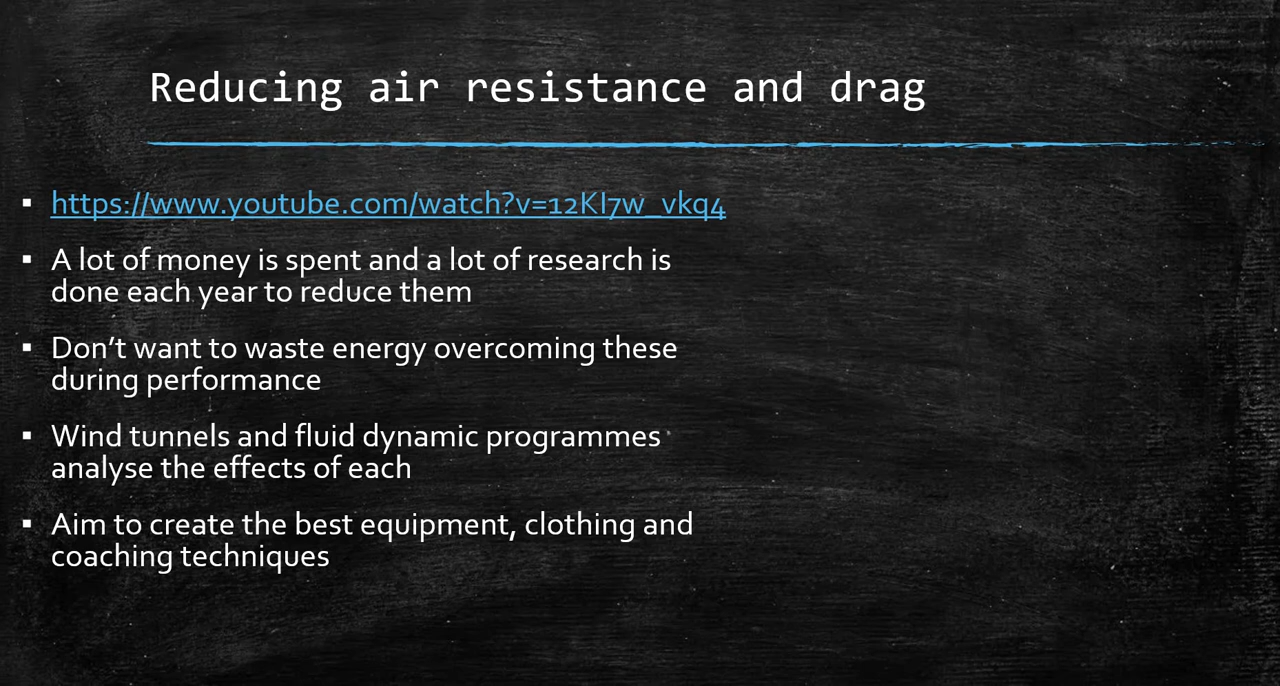 Reducing air resistance and drag
https://www.youtube.com/watch?v=12KI7w_vkq4
A lot of money is spent and a lot of research is
done each year to reduce them
Don’t want to waste energy overcoming these
during performance
Wind tunnels and fluid dynamic programmes
analyse the effects of each
Aim to create the best equipment, clothing and
coaching techniques